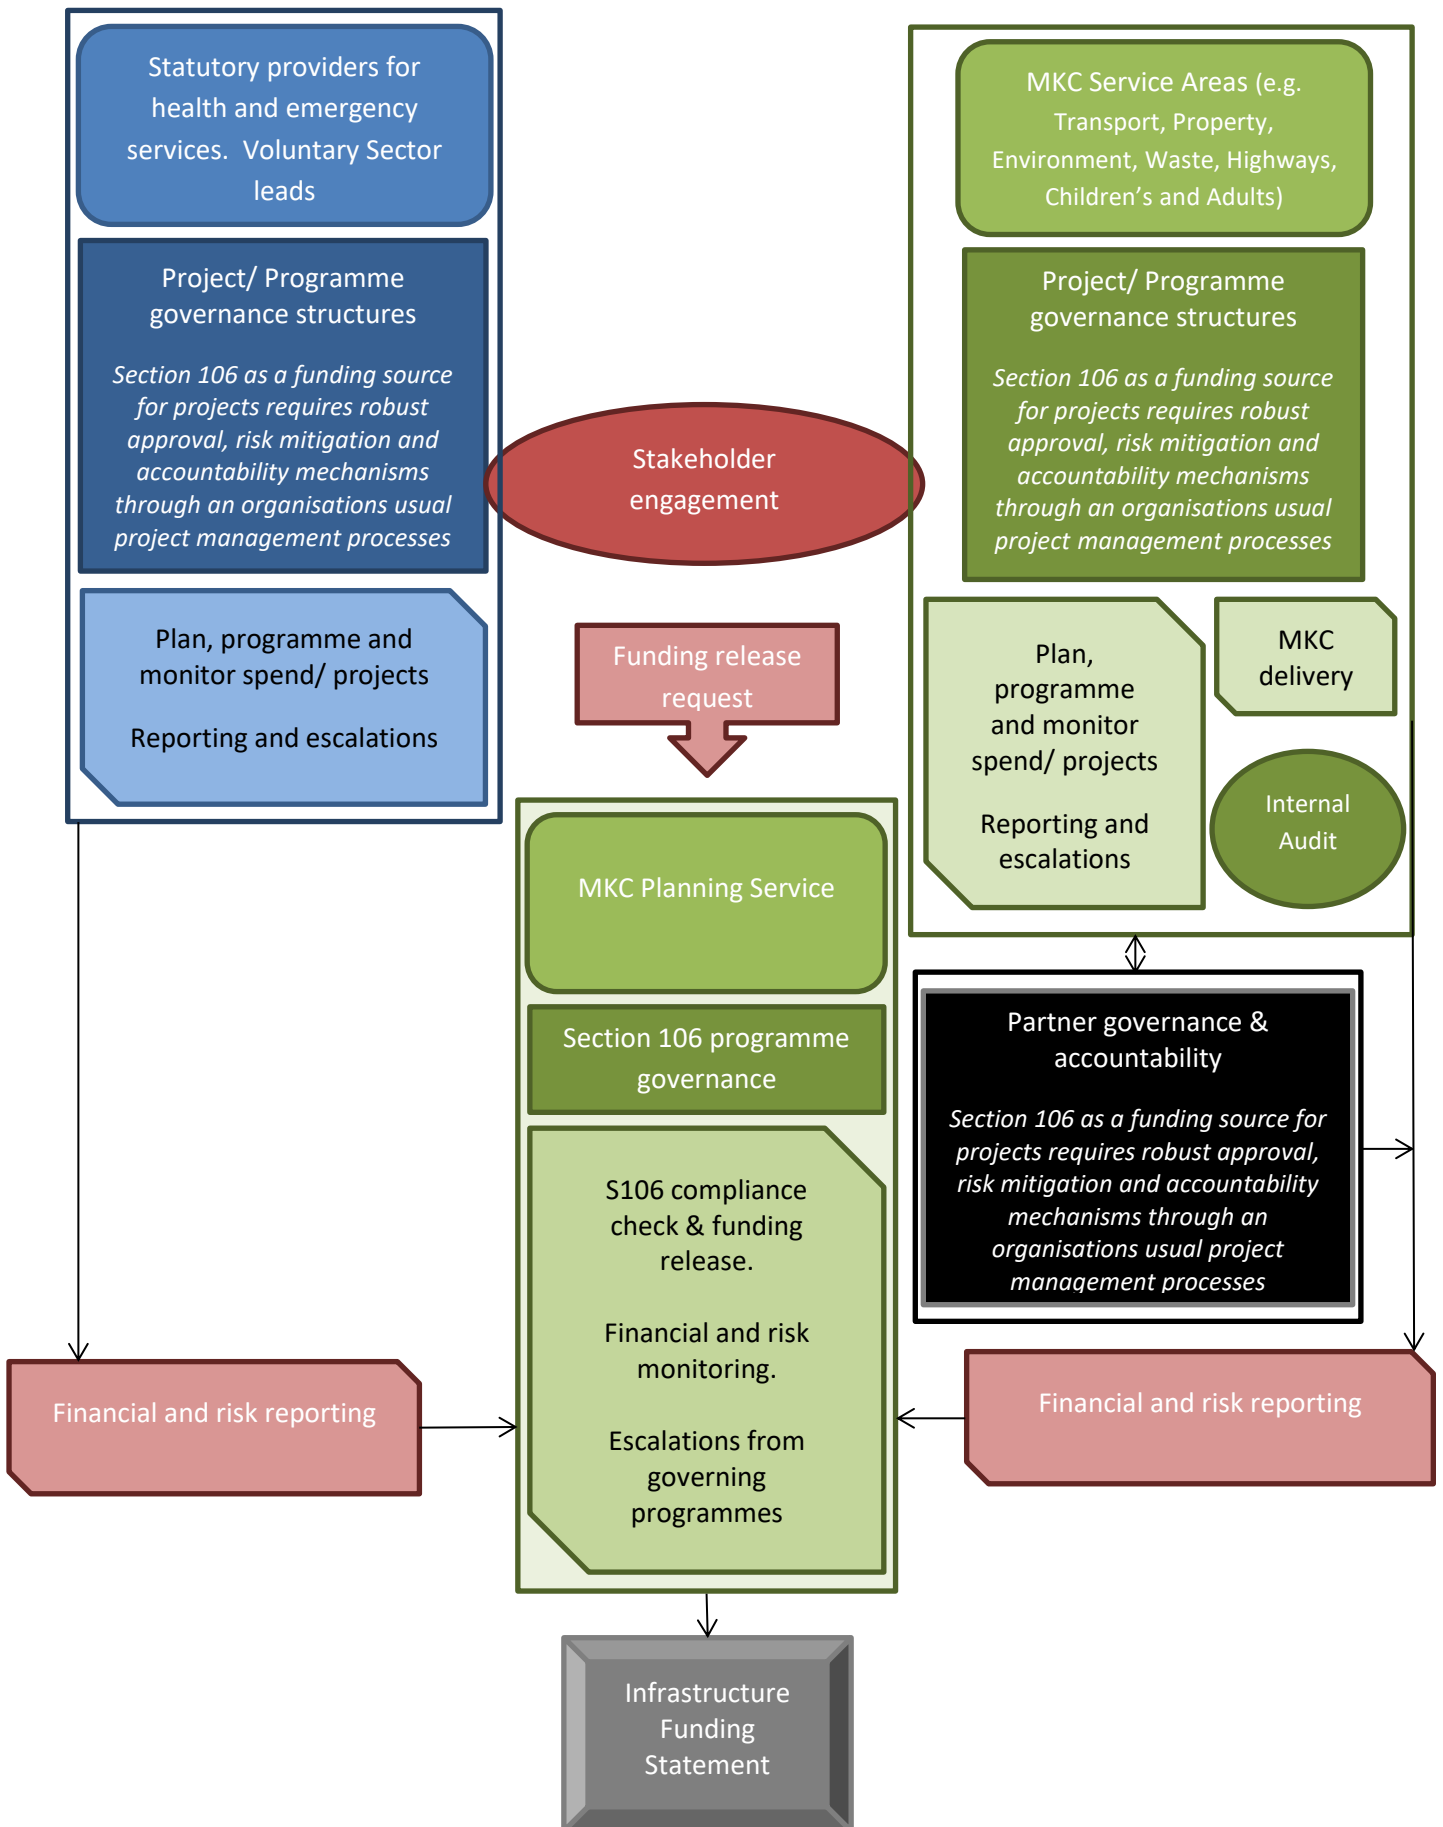 Statutory providers for
health and emergency
services.  Voluntary Sector
leads
Project/ Programme
governance structures
Section 106 as a funding source
for projects requires robust
approval, risk mitigation and
accountability mechanisms
through an organisations usual
project management processes
Plan, programme and
monitor spend/ projects
Reporting and escalations
Stakeholder
engagement
Funding release
request
MKC Service Areas (e.g.
Transport, Property,
Environment, Waste, Highways,
Children’s and Adults)
Project/ Programme
governance structures
Section 106 as a funding source
for projects requires robust
approval, risk mitigation and
accountability mechanisms
through an organisations usual
project management processes
Plan,
programme
and monitor
spend/ projects
Reporting and
escalations
MKC
delivery
Internal
Audit
MKC Planning Service
Section 106 programme
governance
S106 compliance
check & funding
release.
Financial and risk
monitoring.
Escalations from
governing
programmes
Partner governance &
accountability
Section 106 as a funding source for
projects requires robust approval,
risk mitigation and accountability
mechanisms through an
organisations usual project
management processes
Financial and risk reporting
Financial and risk reporting
Infrastructure
Funding
Statement